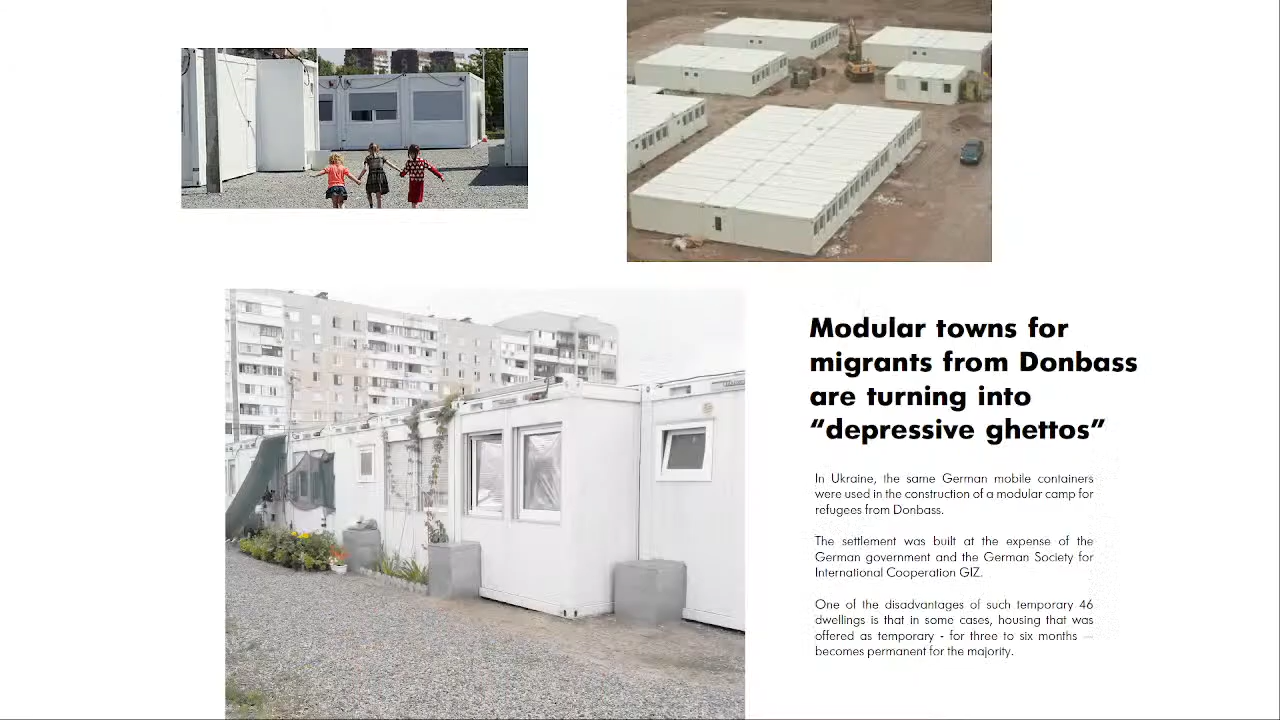 Modular towns for
migrants from Donbass
are turning into
“depressive ghettos”
In Ukraine, the same German mobile containers
were used in the construction of a modular camp for
refugees from Donbass.
The settlement was built at the expense of the
German government and the German Society for
International Cooperation GIZ.
One of the disadvantages of such temporary 46
dwellings is that in some cases, housing that was
offered as temporary - for three to six months —
becomes permanent for the majority.